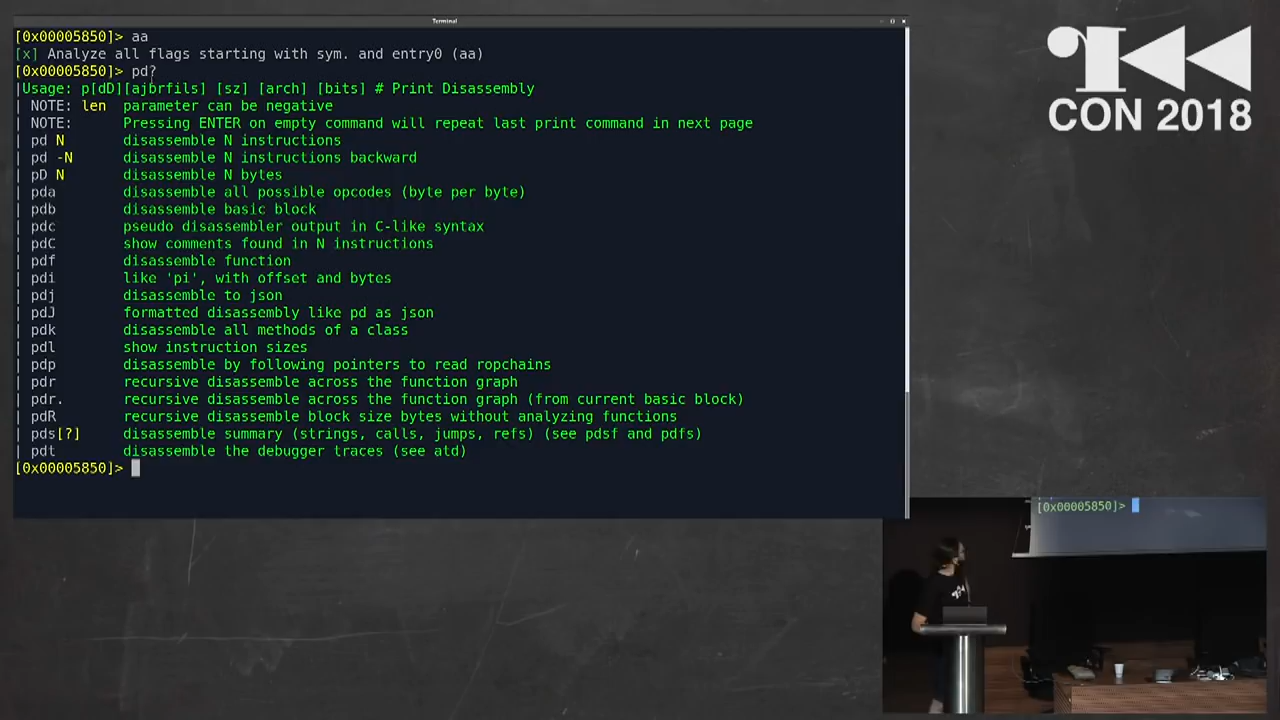 Terminal
[0x00005850]> aa
[x] Analyze all flags starting with sym. and entry0 (aa)
[0x00005850]> pd?
|Usage: p[dD][ajbrfils] [sz] [arch] [bits] # Print Disassembly
| NOTE: len  parameter can be negative
| NOTE:      Pressing ENTER on empty command will repeat last print command in next page
| pd N       disassemble N instructions
| pd -N      disassemble N instructions backward
| pD N       disassemble N bytes
| pda        disassemble all possible opcodes (byte per byte)
| pdb        disassemble basic block
| pdc        pseudo disassembler output in C-like syntax
| pdC        show comments found in N instructions
| pdf        disassemble function
| pdi        like 'pi', with offset and bytes
| pdj        disassemble to json
| pdJ        formatted disassembly like pd as json
| pdk        disassemble all methods of a class
| pdl        show instruction sizes
| pdp        disassemble by following pointers to read ropchains
| pdr        recursive disassemble across the function graph
| pdr.       recursive disassemble across the function graph (from current basic block)
| pdR        recursive disassemble block size bytes without analyzing functions
| pds[?]     disassemble summary (strings, calls, jumps, refs) (see pdsf and pdfs)
| pdt        disassemble the debugger traces (see atd)
[0x00005850]>
CON 2018
[0x00005850]>